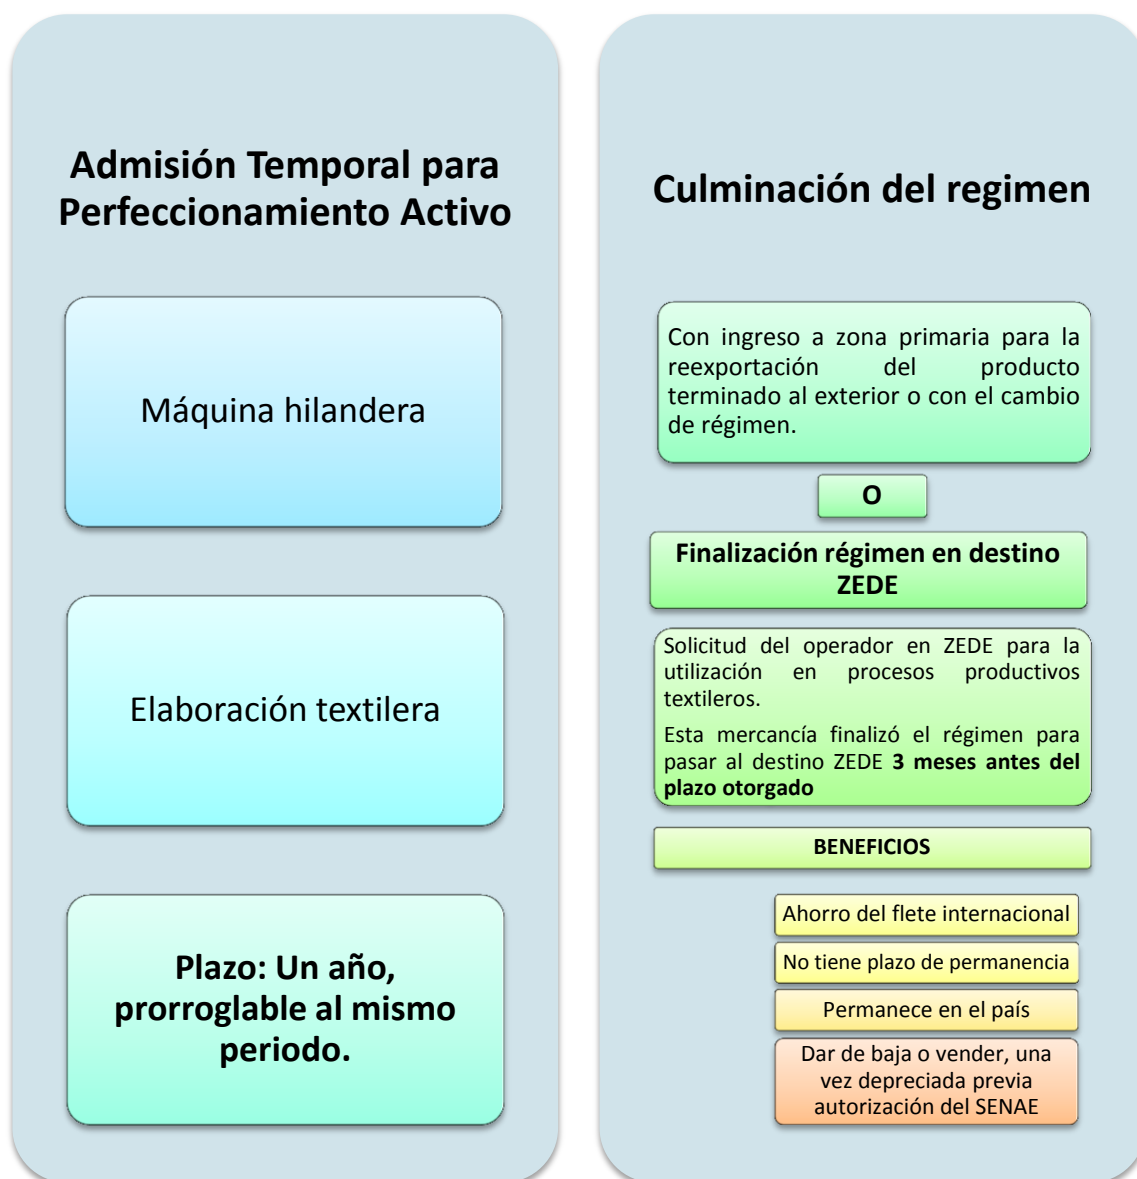 Admisión Temporal para
Perfeccionamiento Activo
Máquina hilandera
Elaboración textilera
Plazo: Un año,
prorroglable al mismo
periodo.
Culminación del regimen
Con ingreso a zona primaria para la
reexportación del producto
terminado al exterior o con el cambio
de régimen.
O
Finalización régimen en destino
ZEDE
Solicitud del operador en ZEDE para la
utilización en procesos productivos
textileros.
Esta mercancía finalizó el régimen para
pasar al destino ZEDE 3 meses antes del
plazo otorgado
BENEFICIOS
Ahorro del flete internacional
No tiene plazo de permanencia
Permanece en el país
Dar de baja o vender, una
vez depreciada previa
autorización del SENAE